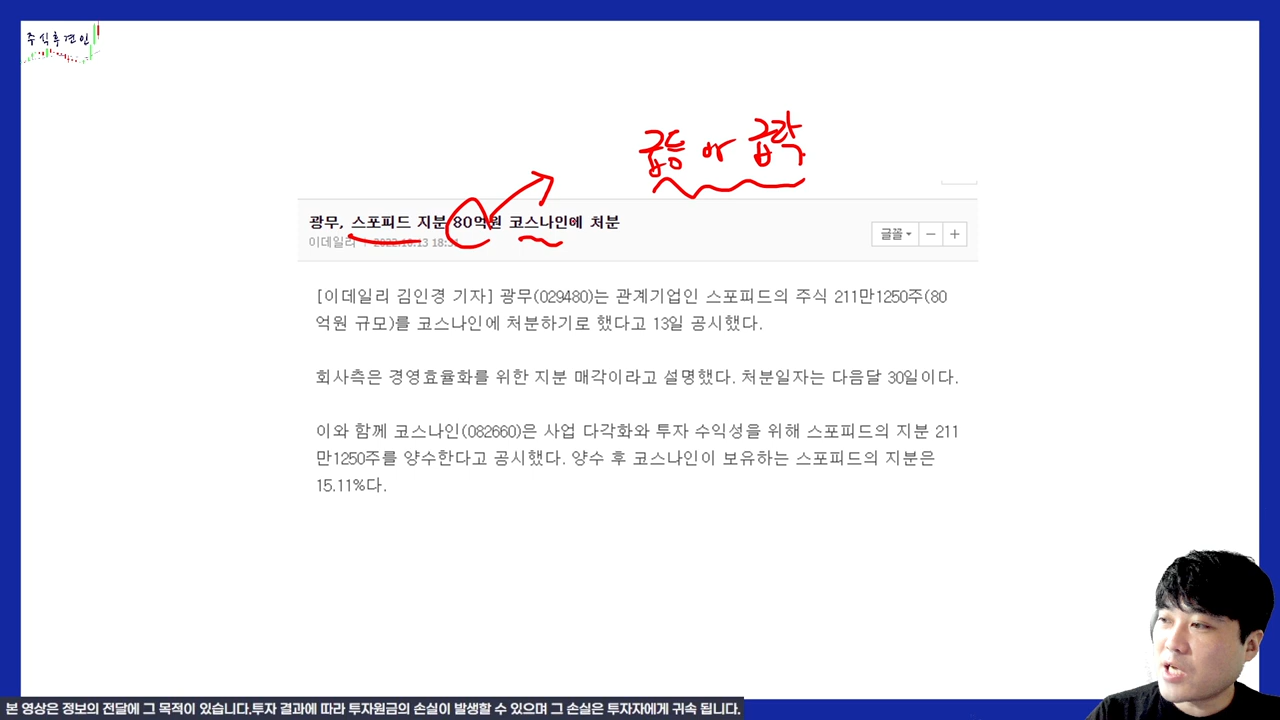 주식후견인
급등 or 급락
광무, 스포피드 지분 80억원 코스나인에 처분
이데일리
글꼴
[이데일리 김인경 기자] 광무(029480)는 관계기업인 스포피드의 주식 211만1250주(80
억원 규모)를 코스나인에 처분하기로 했다고 13일 공시했다.
회사측은 경영효율화를 위한 지분 매각이라고 설명했다. 처분일자는 다음달 30일이다.
이와 함께 코스나인(082660)은 사업 다각화와 투자 수익성을 위해 스포피드의 지분 211
만1250주를 양수한다고 공시했다. 양수 후 코스나인이 보유하는 스포피드의 지분은
15.11%다.
본 영상은 정보의 전달에 그 목적이 있습니다.투자 결과에 따라 투자원금의 손실이 발생할 수 있으며 그 손실은 투자자에게 귀속 됩니다.